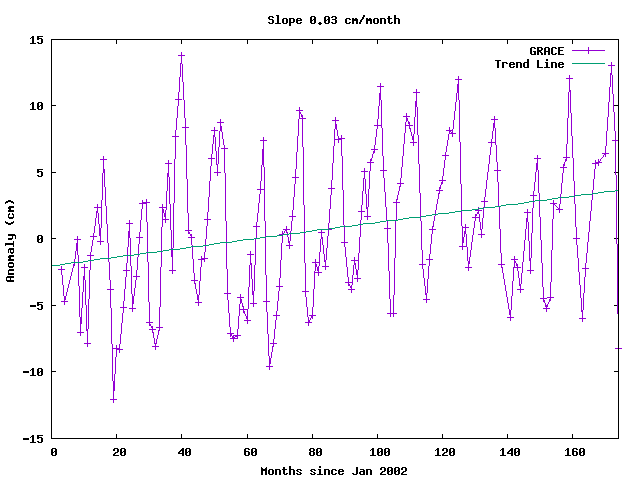 Slope 0.03 cm/month
GRACE
Trend Line
15
10
5
0
-5
-10
-15
Anomaly (cm)
0 20 40 60 80 100 120 140 160
Months since Jan 2002